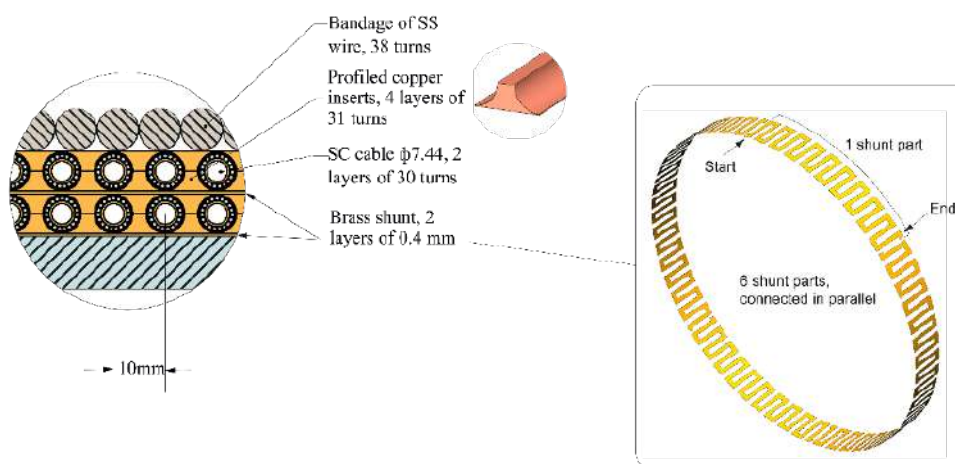 Bandage of SS
wire, 38 turns
Profiled copper
inserts, 4 layers of
31 turns
SC cable ф7.44, 2
layers of 30 turns
Brass shunt, 2
layers of 0.4 mm
10mm
1 shunt part
Start
End
6 shunt parts,
connected in parallel